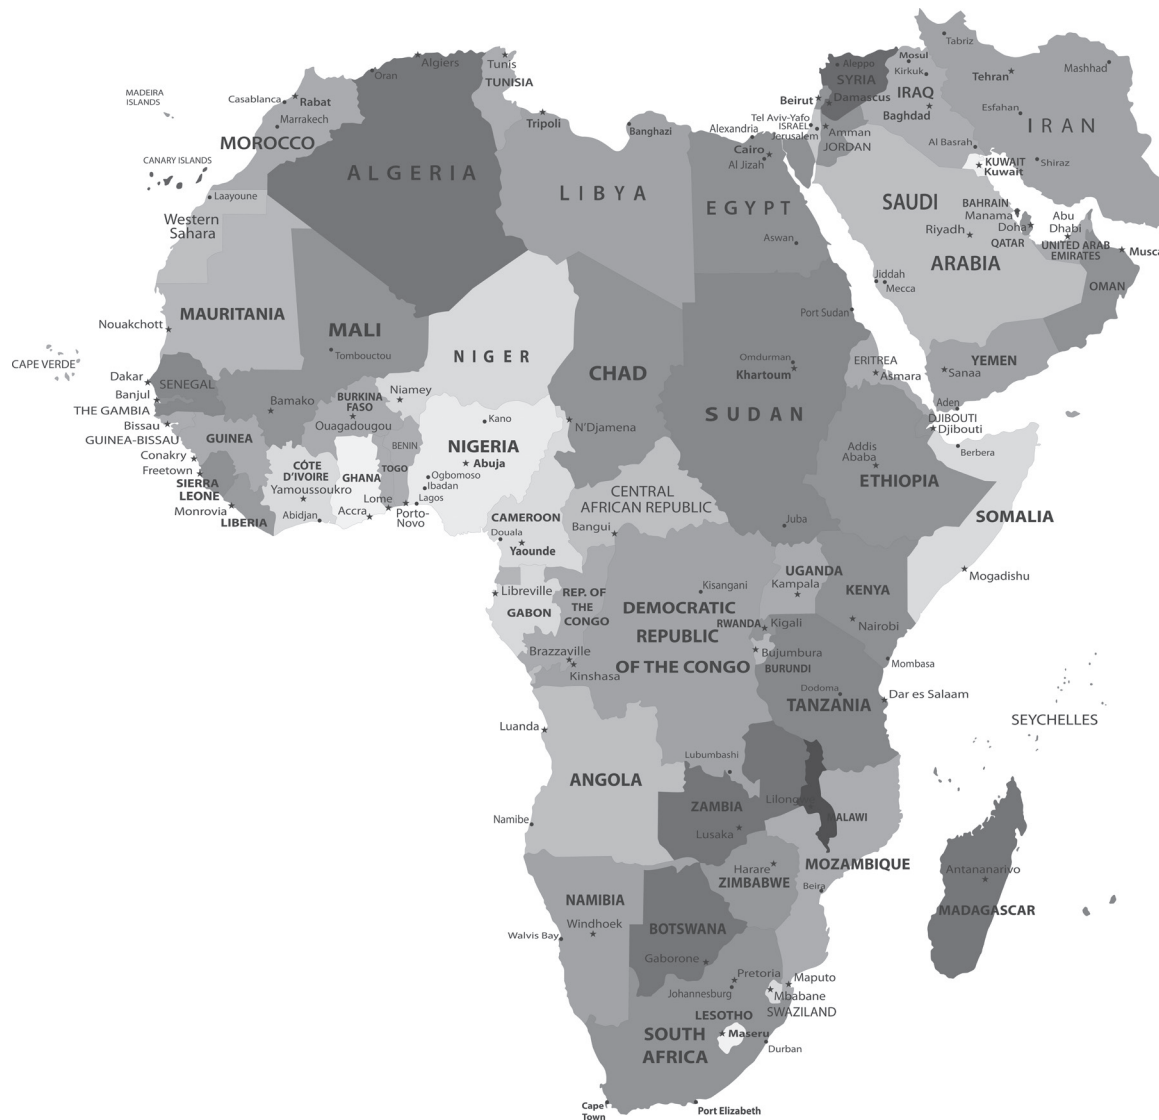 Tabriz
Mosul
Kirkuk
Tehran
Mashhad
Oran
Algiers
Tunis
TUNISIA
Aleppo
SYRIA
IRAQ
Baghdad
Esfahan
IRAN
MADEIRA
ISLANDS
Casablanca
Rabat
Marrakech
MOROCCO
Tripoli
Banghazi
Beirut
Damascus
Tel Aviv-Yafo
ISRAEL
Jerusalem
Amman
JORDAN
Alexandria
Cairo
Al Jizah
Al Basrah
KUWAIT
Kuwait
Shiraz
CANARY ISLANDS
Laayoune
Western
Sahara
ALGERIA
LIBYA
EGYPT
Aswan
SAUDI
ARABIA
Riyadh
BAHRAIN
Manama
Doha
QATAR
Abu
Dhabi
UNITED ARAB
EMIRATES
Musca
OMAN
Jiddah
Mecca
Nouakchott
MAURITANIA
MALI
Tombouctou
NIGER
CHAD
Port Sudan
Omdurman
Khartoum
SUDAN
ERITREA
Asmara
YEMEN
Sanaa
Aden
CAPE VERDE
Dakar
SENEGAL
Banjul
THE GAMBIA
Bissau
GUINEA-BISSAU
Bamako
BURKINA
FASO
Ouagadougou
Niamey
Kano
N'Djamena
DJIBOUTI
Djibouti
Berbera
GUINEA
Conakry
Freetown
SIERRA
LEONE
Monrovia
LIBERIA
CÔTE
D'IVOIRE
Yamoussoukro
Abidjan
GHANA
Accra
TOGO
Lome
BENIN
Porto-
Novo
NIGERIA
Abuja
Ogbomoso
Ibadan
Lagos
CENTRAL
AFRICAN REPUBLIC
Bangui
Addis
Ababa
ETHIOPIA
SOMALIA
Mogadishu
CAMEROON
Douala
Yaounde
Juba
Libreville
GABON
REP. OF
THE
CONGO
Brazzaville
Kinshasa
DEMOCRATIC
REPUBLIC
OF THE CONGO
Kisangani
UGANDA
Kampala
KENYA
Nairobi
RWANDA
Kigali
Bujumbura
BURUNDI
Mombasa
Dodoma
TANZANIA
Dar es Salaam
SEYCHELLES
Luanda
ANGOLA
Namibe
Lubumbashi
ZAMBIA
Lusaka
MOZAMBIQUE
Harare
ZIMBABWE
Beira
Antananarivo
MADAGASCAR
NAMIBIA
Windhoek
Walvis Bay
BOTSWANA
Gaborone
Pretoria
Johannesburg
Maputo
Mbabane
SWAZILAND
LESOTHO
Maseru
SOUTH
AFRICA
Durban
Cape
Town
Port Elizabeth